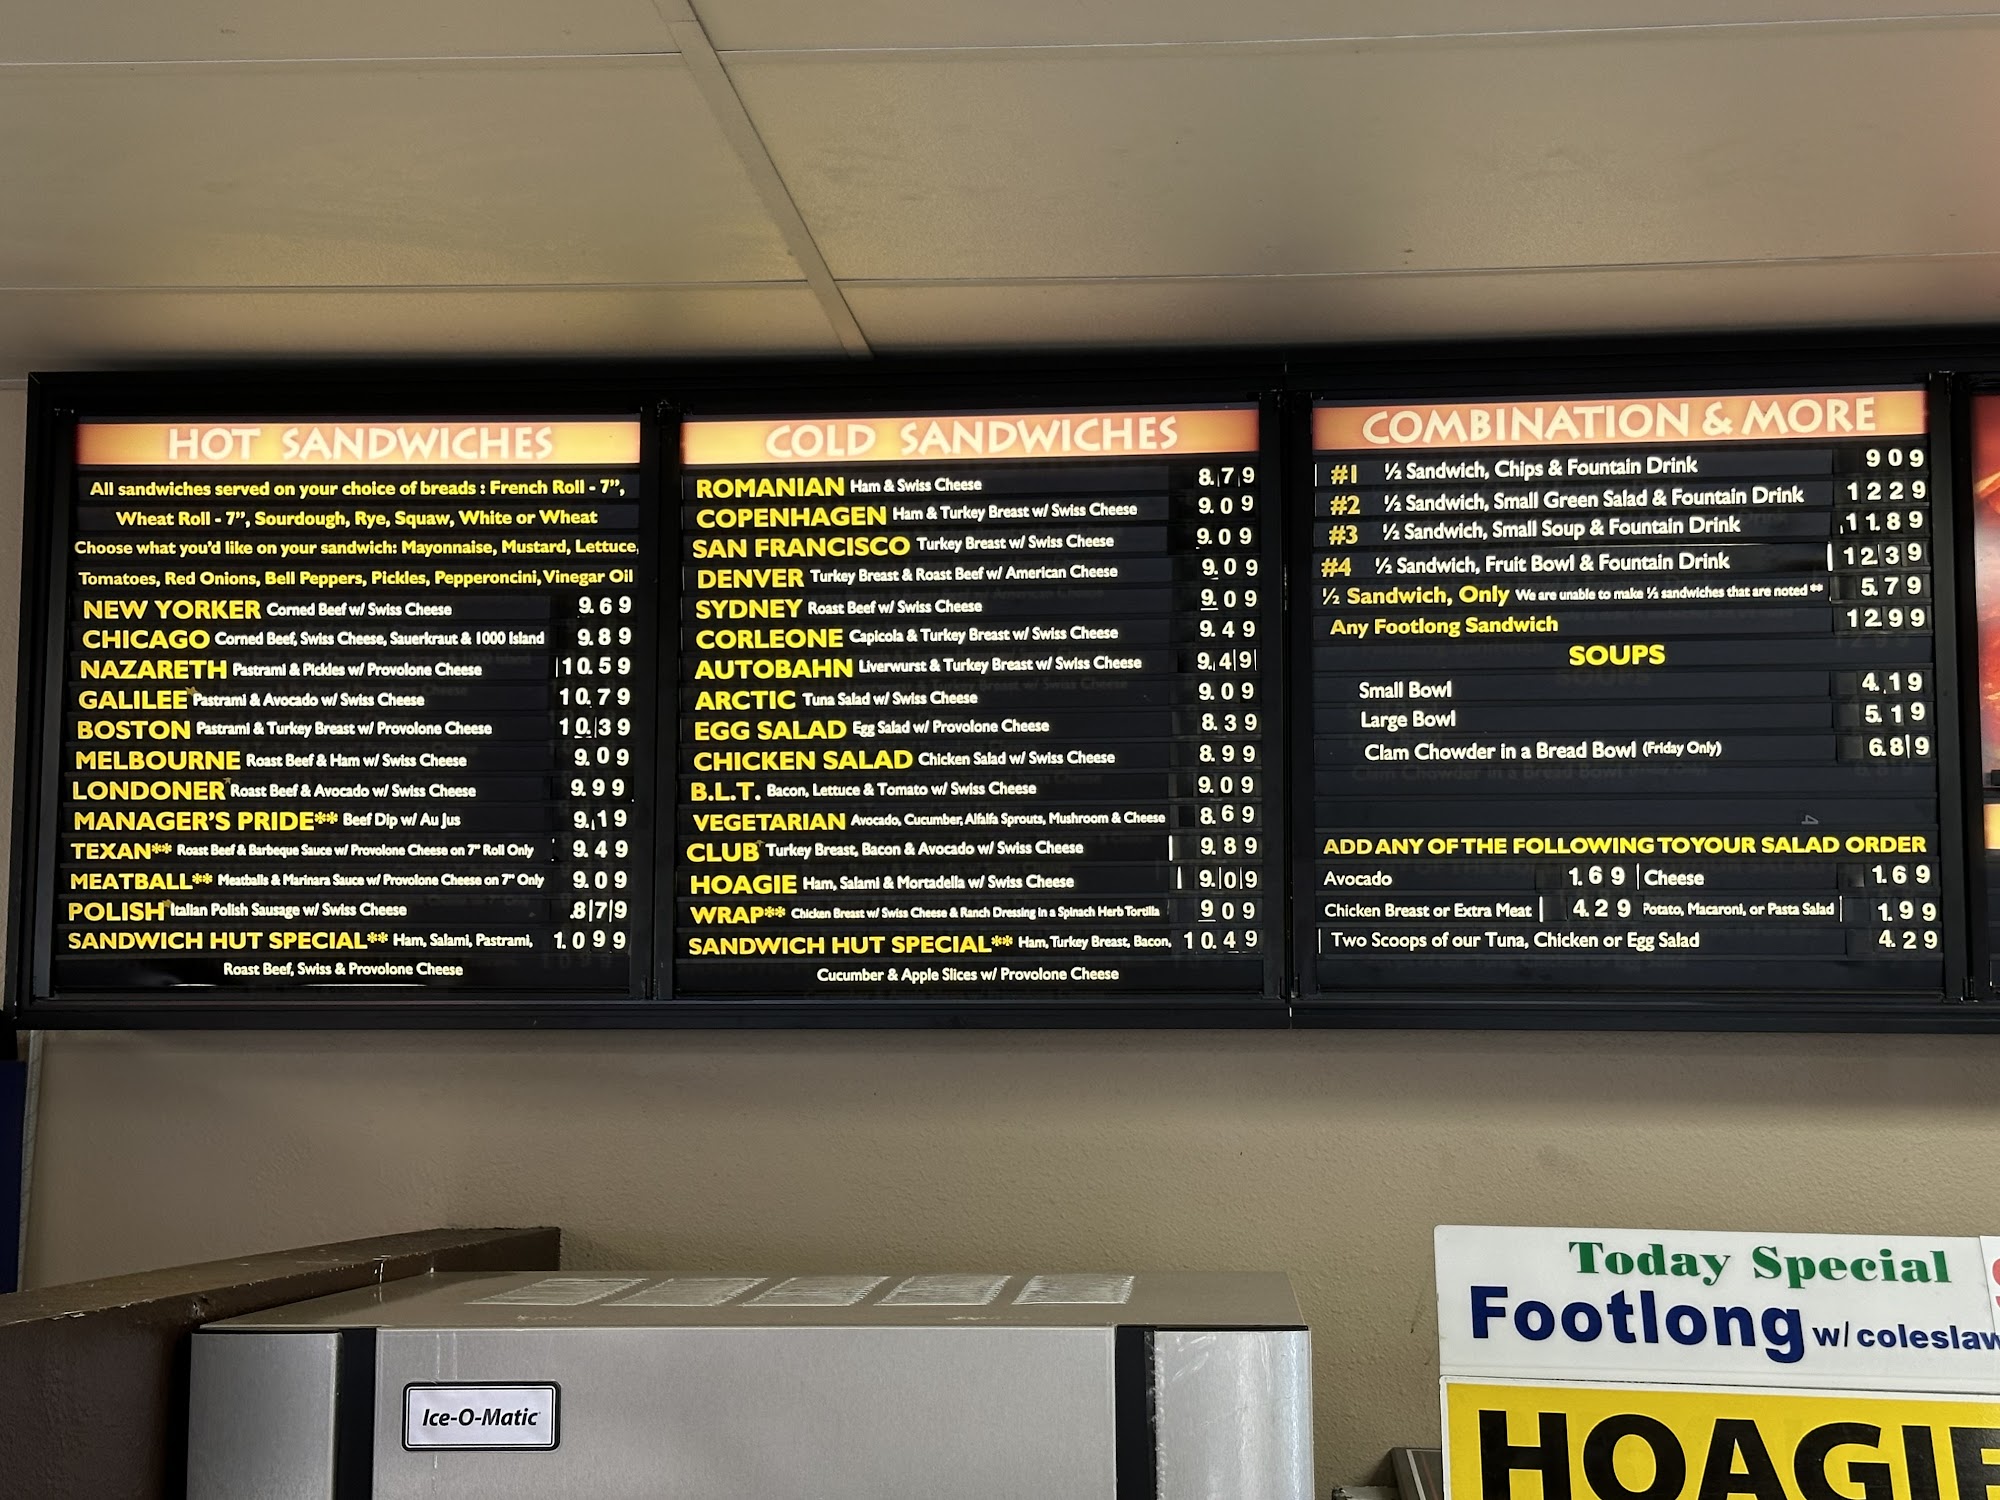 HOT SANDWICHES
All sandwiches served on your choice of breads : French Roll - 7",
Wheat Roll - 7", Sourdough, Rye, Squaw, White or Wheat
Choose what you'd like on your sandwich: Mayonnaise, Mustard, Lettuce,
Tomatoes, Red Onions, Bell Peppers, Pickles, Pepperoncini, Vinegar Oil
NEW YORKER Corned Beef w/ Swiss Cheese 9.69
CHICAGO Corned Beef, Swiss Cheese, Sauerkraut & 1000 Island 9.89
NAZARETH Pastrami & Pickles w/ Provolone Cheese 10.59
GALILEE* Pastrami & Avocado w/ Swiss Cheese 10.79
BOSTON Pastrami & Turkey Breast w/ Provolone Cheese 10.39
MELBOURNE Roast Beef & Ham w/ Swiss Cheese 9.09
LONDONER* Roast Beef & Avocado w/ Swiss Cheese 9.99
MANAGER'S PRIDE** Beef Dip w/ Au Jus 9.19
TEXAN** Roast Beef & Barbeque Sauce w/ Provolone Cheese on 7" Roll Only 9.49
MEATBALL** Meatballs & Marinara Sauce w/ Provolone Cheese on 7" Only 9.09
POLISH* Italian Polish Sausage w/ Swiss Cheese .879
SANDWICH HUT SPECIAL** Ham, Salami, Pastrami, 1.099
Roast Beef, Swiss & Provolone Cheese
COLD SANDWICHES
ROMANIAN Ham & Swiss Cheese 8.79
COPENHAGEN Ham & Turkey Breast w/ Swiss Cheese 9.09
SAN FRANCISCO Turkey Breast w/ Swiss Cheese 9.09
DENVER Turkey Breast & Roast Beef w/ American Cheese 9.09
SYDNEY Roast Beef w/ Swiss Cheese 9.09
CORLEONE Capicola & Turkey Breast w/ Swiss Cheese 9.49
AUTOBAHN Liverwurst & Turkey Breast w/ Swiss Cheese 9.49
ARCTIC Tuna Salad w/ Swiss Cheese 9.09
EGG SALAD Egg Salad w/ Provolone Cheese 8.39
CHICKEN SALAD Chicken Salad w/ Swiss Cheese 8.99
B.L.T. Bacon, Lettuce & Tomato w/ Swiss Cheese 9.09
VEGETARIAN Avocado, Cucumber, Alfalfa Sprouts, Mushroom & Cheese 8.69
CLUB* Turkey Breast, Bacon & Avocado w/ Swiss Cheese 9.89
HOAGIE Ham, Salami & Mortadella w/ Swiss Cheese 9.09
WRAP** Chicken Breast w/ Swiss Cheese & Ranch Dressing in a Spinach Herb Tortilla 909
SANDWICH HUT SPECIAL** Ham, Turkey Breast, Bacon, 10.49
Cucumber & Apple Slices w/ Provolone Cheese
COMBINATION & MORE
#1 ½ Sandwich, Chips & Fountain Drink 909
#2 ½ Sandwich, Small Green Salad & Fountain Drink 1229
#3 ½ Sandwich, Small Soup & Fountain Drink 11.89
#4 ½ Sandwich, Fruit Bowl & Fountain Drink 12.39
½ Sandwich, Only We are unable to make ½ sandwiches that are noted ** 5.79
Any Footlong Sandwich 12.99
SOUPS
Small Bowl 4.19
Large Bowl 5.19
Clam Chowder in a Bread Bowl (Friday Only) 6.89
4
ADD ANY OF THE FOLLOWING TO YOUR SALAD ORDER
Avocado 1.69 Cheese 1.69
Chicken Breast or Extra Meat 4.29 Potato, Macaroni, or Pasta Salad 1.99
Two Scoops of our Tuna, Chicken or Egg Salad 4.29
Today Special
Footlong w/ coleslaw
HOAGIE
Ice-O-Matic